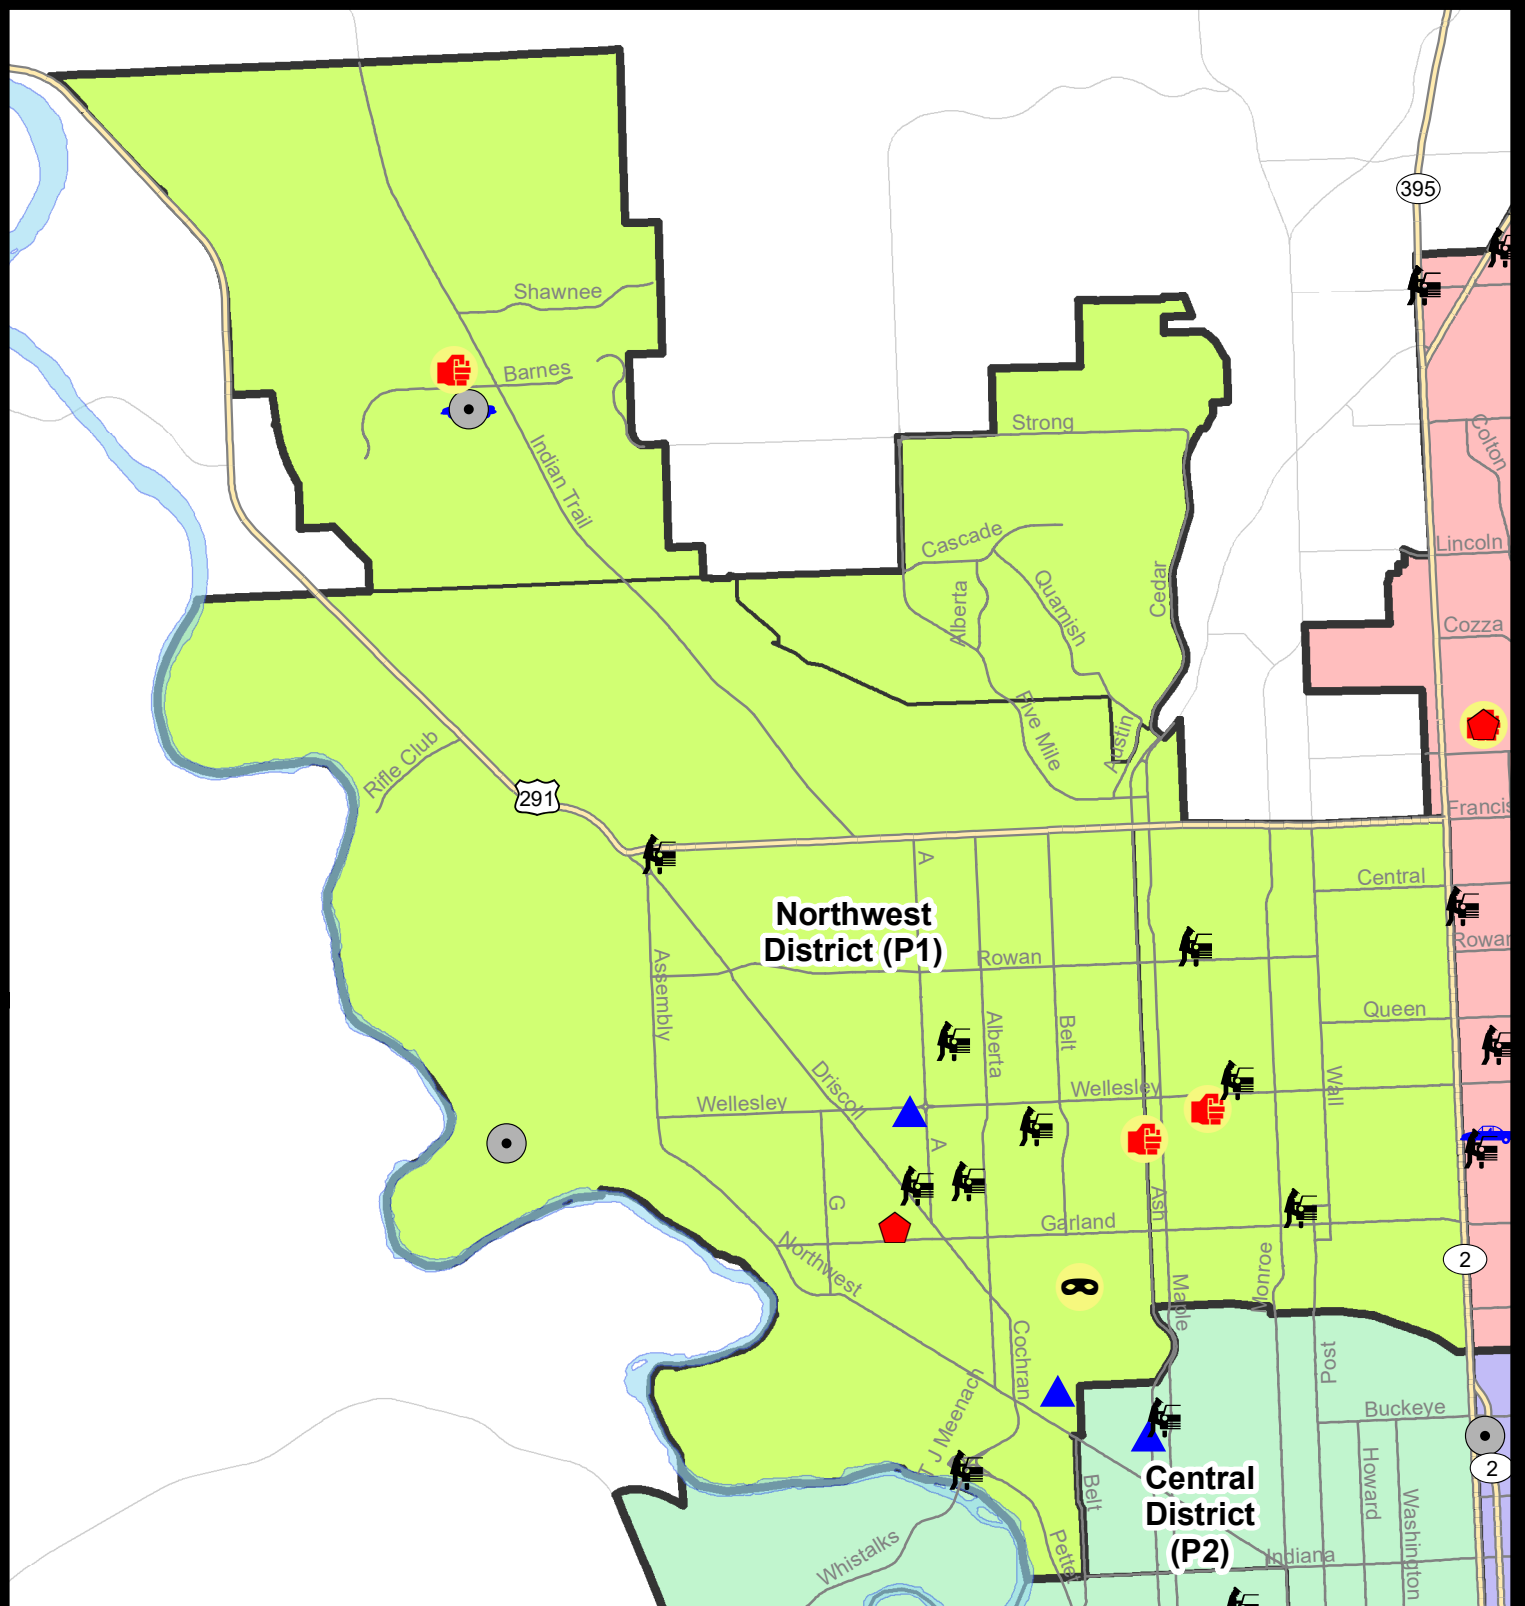 395
Shawnee
Barnes
Strong
Colton
Indian Trail
Cascade
Lincoln
Alberta
Quamish
Cedar
Cozza
Five Mile
Austin
Rifle Club
291
Francis
A
Central
Northwest
District (P1)
Rowan
Rowan
Assembly
Queen
Alberta
Belt
Driscoll
Wellesley
Wellesley
Wall
A
G
Ash
Garland
Northwest
Monroe
Maple
2
Cochran
Post
T J Meenach
Buckeye
Central
District
(P2)
2
Belt
Howard
Washington
Whistalks
Pettet
Indiana